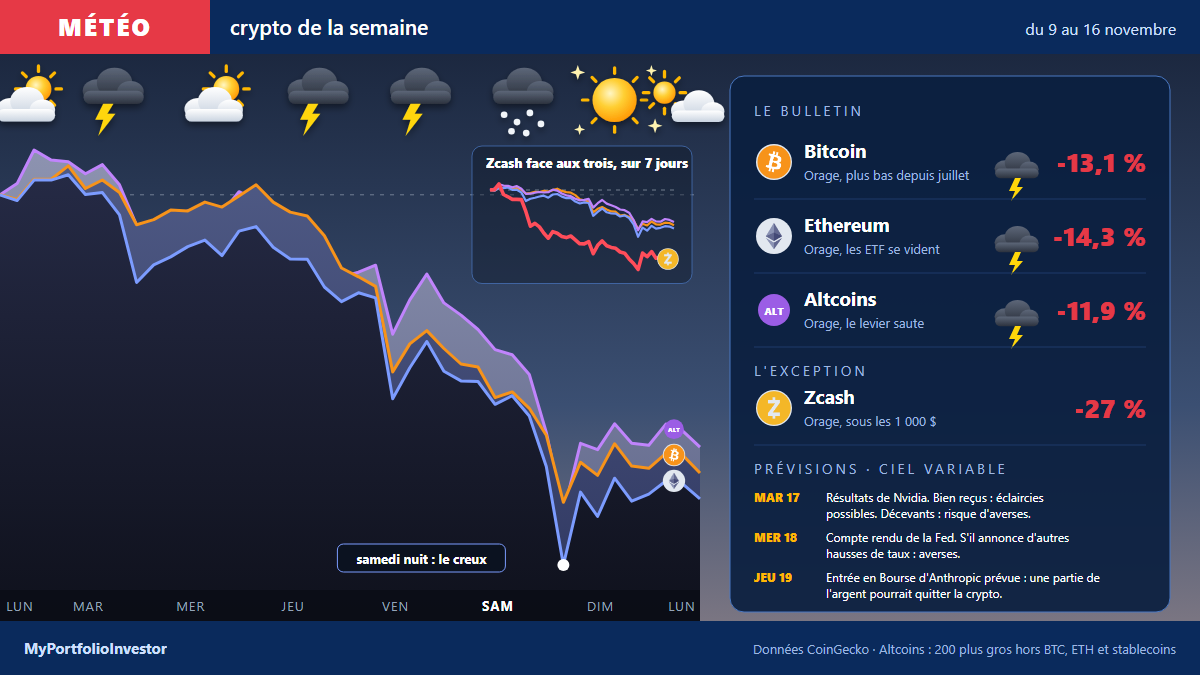 MÉTÉO
crypto de la semaine
du 9 au 16 novembre
Zcash face aux trois, sur 7 jours
ALT
samedi nuit : le creux
LUN MAR MER JEU VEN SAM DIM LUN
LE BULLETIN
Bitcoin
Orage, plus bas depuis juillet
-13,1 %
Ethereum
Orage, les ETF se vident
-14,3 %
ALT
Altcoins
Orage, le levier saute
-11,9 %
L'EXCEPTION
Zcash
Orage, sous les 1 000 $
-27 %
PRÉVISIONS · CIEL VARIABLE
MAR 17
Résultats de Nvidia. Bien reçus : éclaircies
possibles. Décevants : risque d'averses.
MER 18
Compte rendu de la Fed. S'il annonce d'autres
hausses de taux : averses.
JEU 19
Entrée en Bourse d'Anthropic prévue : une partie de
l'argent pourrait quitter la crypto.
MyPortfolioInvestor
Données CoinGecko · Altcoins : 200 plus gros hors BTC, ETH et stablecoins